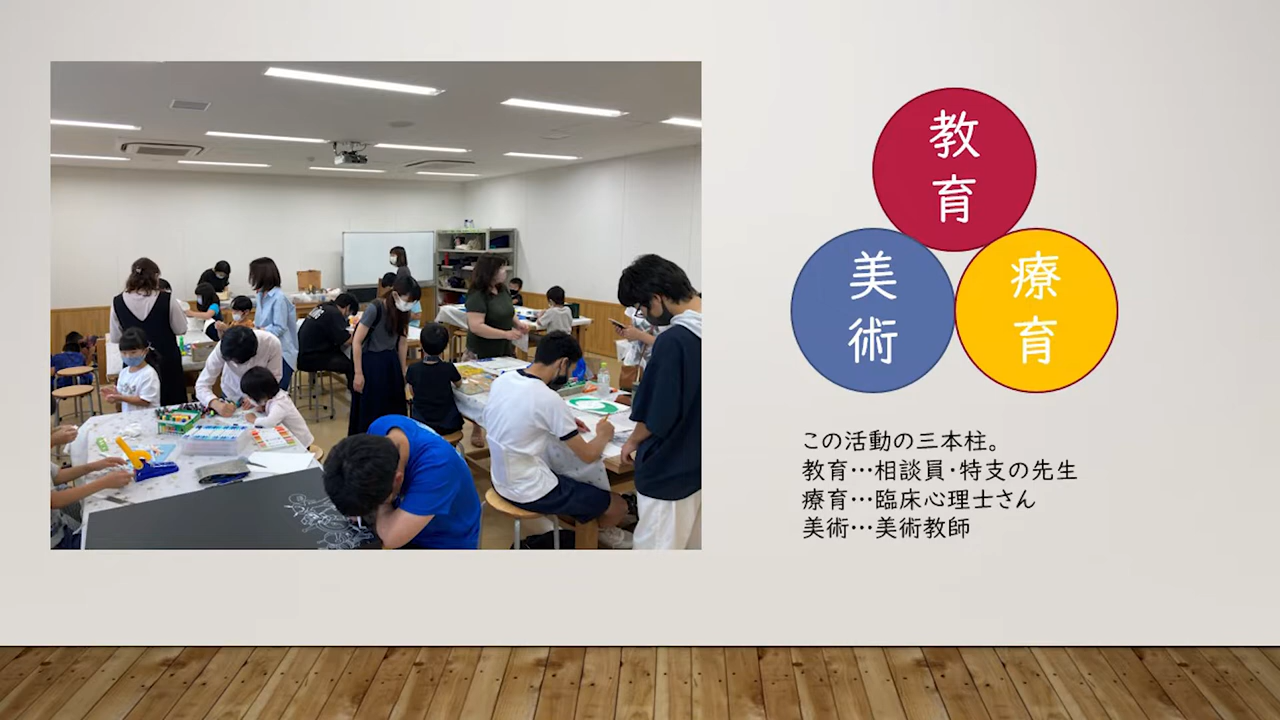 教育
美術
療育
この活動の三本柱。
教育…相談員・特支の先生
療育…臨床心理士さん
美術…美術教師